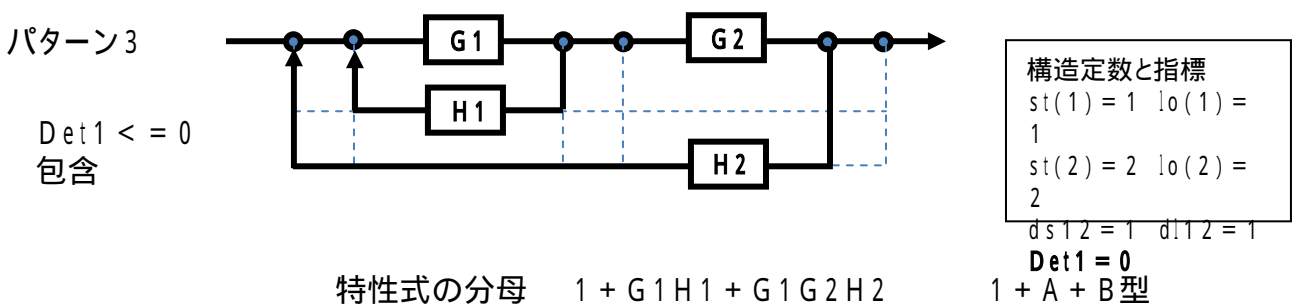 パターン3
G1
G2
H1
H2
Det1<=0
包含
構造定数と指標
st(1)=1 lo(1)=
1
st(2)=2 lo(2)=
2
ds12=1 dl12=1
Det1=0
特性式の分母 1+G1H1+G1G2H2 1+A+B型